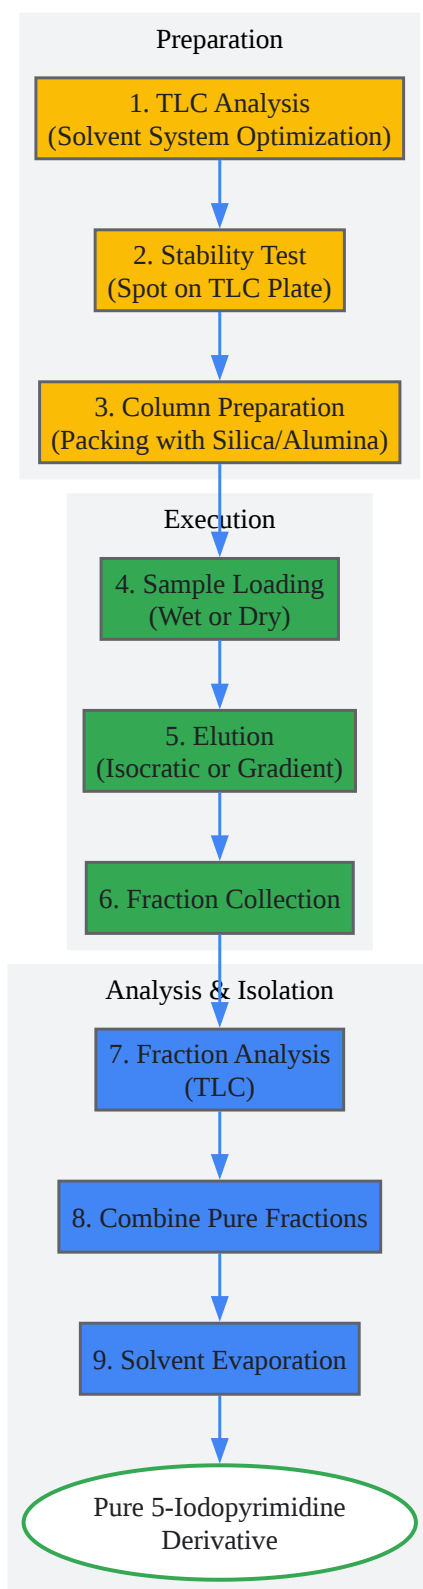 Preparation
1. TLC Analysis
(Solvent System Optimization)
2. Stability Test
(Spot on TLC Plate)
3. Column Preparation
(Packing with Silica/Alumina)
Execution
4. Sample Loading
(Wet or Dry)
5. Elution
(Isocratic or Gradient)
6. Fraction Collection
Analysis & Isolation
7. Fraction Analysis
(TLC)
8. Combine Pure Fractions
9. Solvent Evaporation
Pure 5-Iodopyrimidine
Derivative